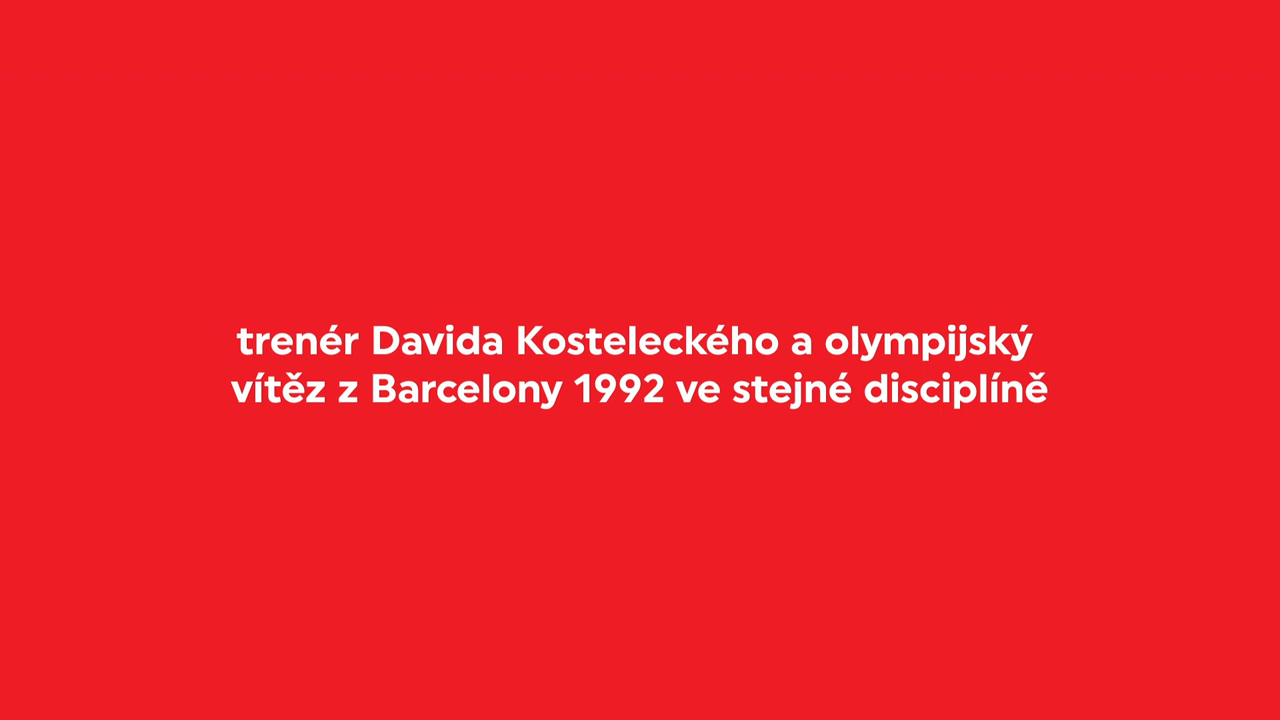 trenér Davida Kosteleckého a olympijský
vítěz z Barcelony 1992 ve stejné disciplíně